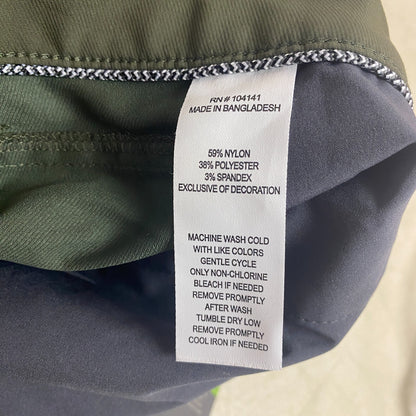 RN # 104141
MADE IN BANGLADESH
59% NYLON
38% POLYESTER
3% SPANDEX
EXCLUSIVE OF DECORATION
MACHINE WASH COLD
WITH LIKE COLORS
GENTLE CYCLE
ONLY NON-CHLORINE
BLEACH IF NEEDED
REMOVE PROMPTLY
AFTER WASH
TUMBLE DRY LOW
REMOVE PROMPTLY
COOL IRON IF NEEDED